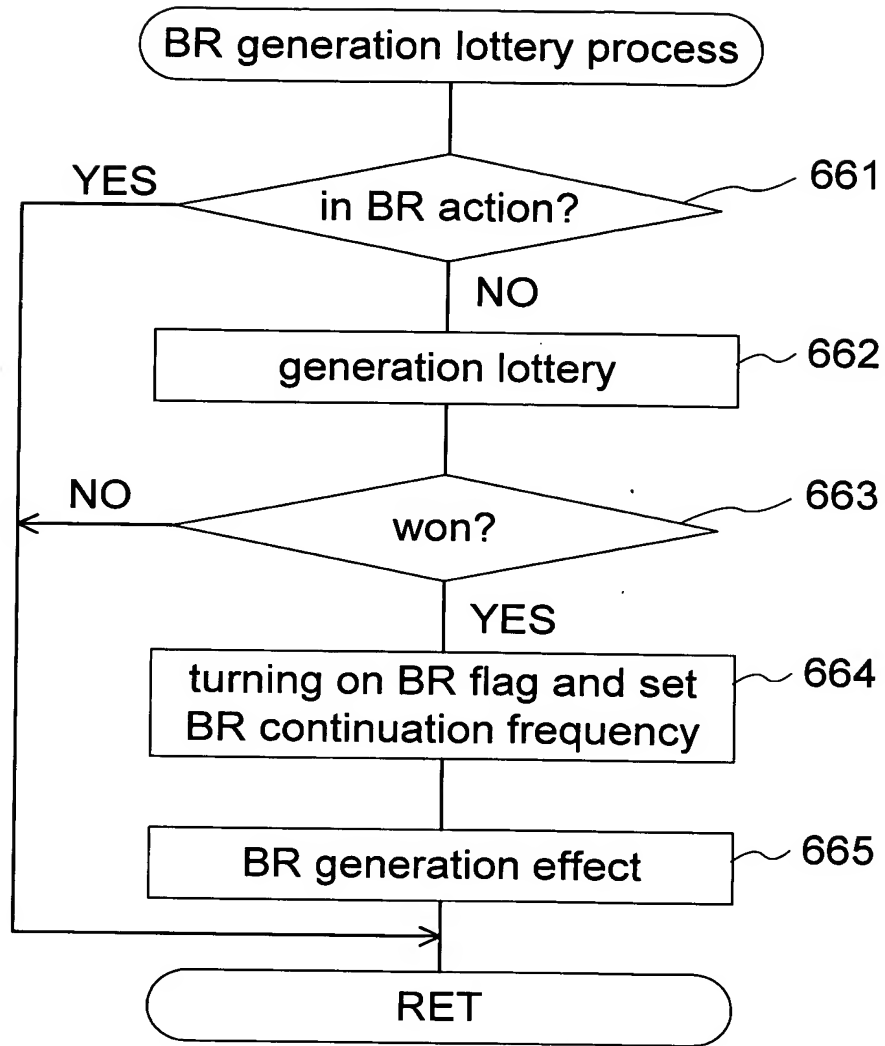 BR generation lottery process
YES
in BR action?
661
NO
generation lottery
662
NO
won?
663
YES
turning on BR flag and set
BR continuation frequency
664
BR generation effect
665
RET